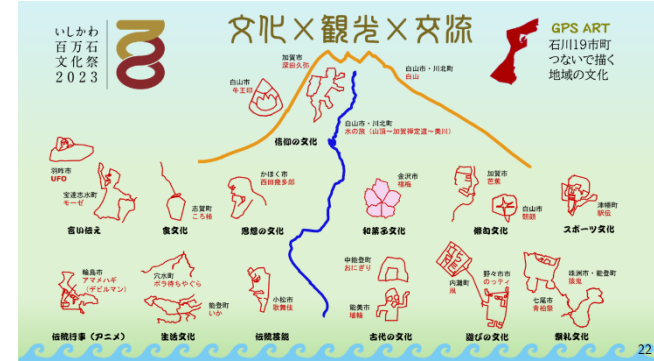 いしかわ
百万石
文化祭
2023
文化×観光×交流
GPS ART
石川19市町
つないで描く
地域の文化
加賀市
深田久弥
白山市
牛王印
白山市・川北町
白山
信仰の文化
白山市・川北町
水の旅（山頂～加賀禅定道～美川）
羽咋市
UFO
宝達志水町
モーゼ
言い伝え
志賀町
ころ柿
食文化
かほく市
西田幾多郎
思想の文化
金沢市
福梅
和菓子文化
加賀市
芭蕉
白山市
朝顔
俳句文化
津幡町
駅伝
スポーツ文化
輪島市
アマメハギ
（デビルマン）
伝統行事（アニメ）
穴水町
ボラ待ちやぐら
能登町
いか
生活文化
小松市
歌舞伎
伝統芸能
中能登町
おにぎり
能美市
埴輪
古代の文化
内灘町
凧
野々市市
のっティ
遊びの文化
珠洲市・能登町
猿鬼
七尾市
青柏祭
祭礼文化
22